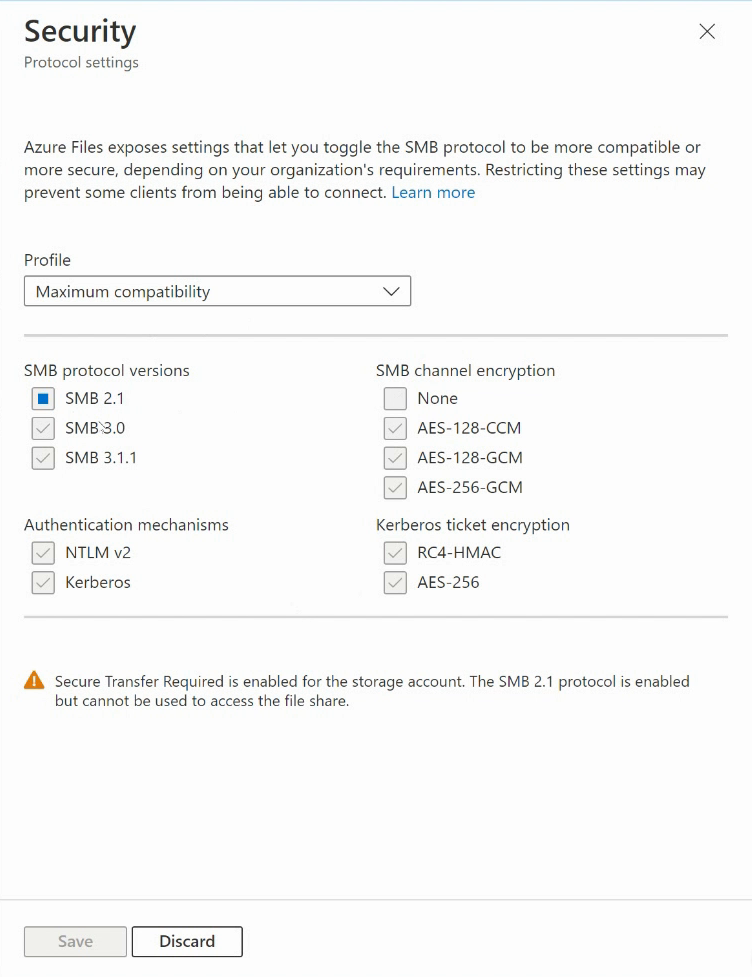 Security
Protocol settings
Azure Files exposes settings that let you toggle the SMB protocol to be more compatible or
more secure, depending on your organization's requirements. Restricting these settings may
prevent some clients from being able to connect. Learn more
Profile
Maximum compatibility
SMB protocol versions
SMB 2.1
SMB 3.0
SMB 3.1.1
SMB channel encryption
None
AES-128-CCM
AES-128-GCM
AES-256-GCM
Authentication mechanisms
NTLM v2
Kerberos
Kerberos ticket encryption
RC4-HMAC
AES-256
Secure Transfer Required is enabled for the storage account. The SMB 2.1 protocol is enabled
but cannot be used to access the file share.
Save
Discard